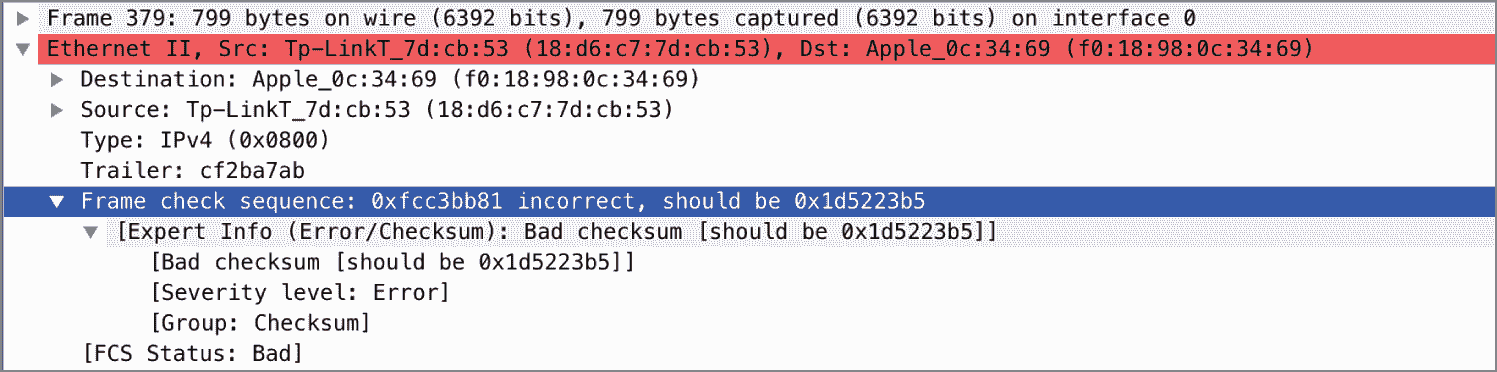 Frame 379: 799 bytes on wire (6392 bits), 799 bytes captured (6392 bits) on interface 0
Ethernet II, Src: Tp-LinkT_7d:cb:53 (18:d6:c7:7d:cb:53), Dst: Apple_0c:34:69 (f0:18:98:0c:34:69)
Destination: Apple_0c:34:69 (f0:18:98:0c:34:69)
Source: Tp-LinkT_7d:cb:53 (18:d6:c7:7d:cb:53)
Type: IPv4 (0x0800)
Trailer: cf2ba7ab
Frame check sequence: 0xfcc3bb81 incorrect, should be 0x1d5223b5
[Expert Info (Error/Checksum): Bad checksum [should be 0x1d5223b5]]
[Bad checksum [should be 0x1d5223b5]]
[Severity level: Error]
[Group: Checksum]
[FCS Status: Bad]